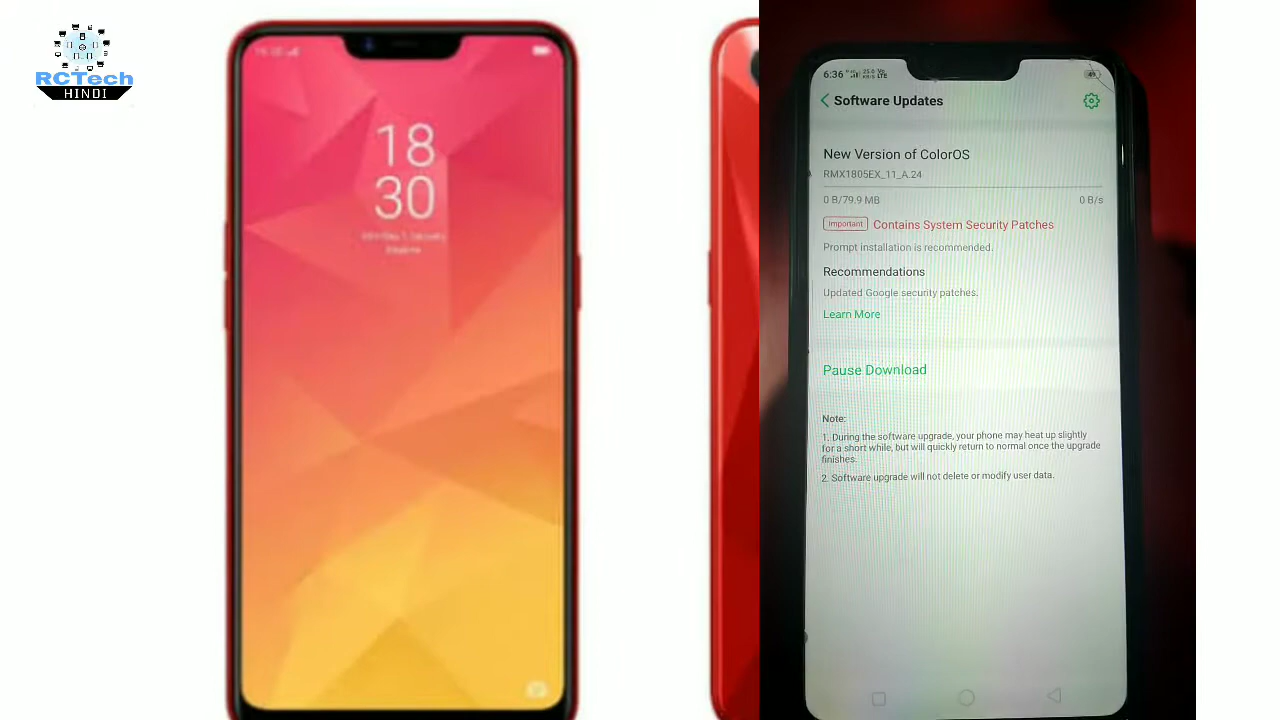 RCTech
HINDI
18
30
6:36
Software Updates
New Version of ColorOS
RMX1805EX_11_A.24
0 B/79.9 MB
0 B/s
Important
Contains System Security Patches
Prompt installation is recommended.
Recommendations
Updated Google security patches.
Learn More
Pause Download
Note:
1. During the software upgrade, your phone may heat up slightly
for a short while, but will quickly return to normal once the upgrade
finishes.
2. Software upgrade will not delete or modify user data.